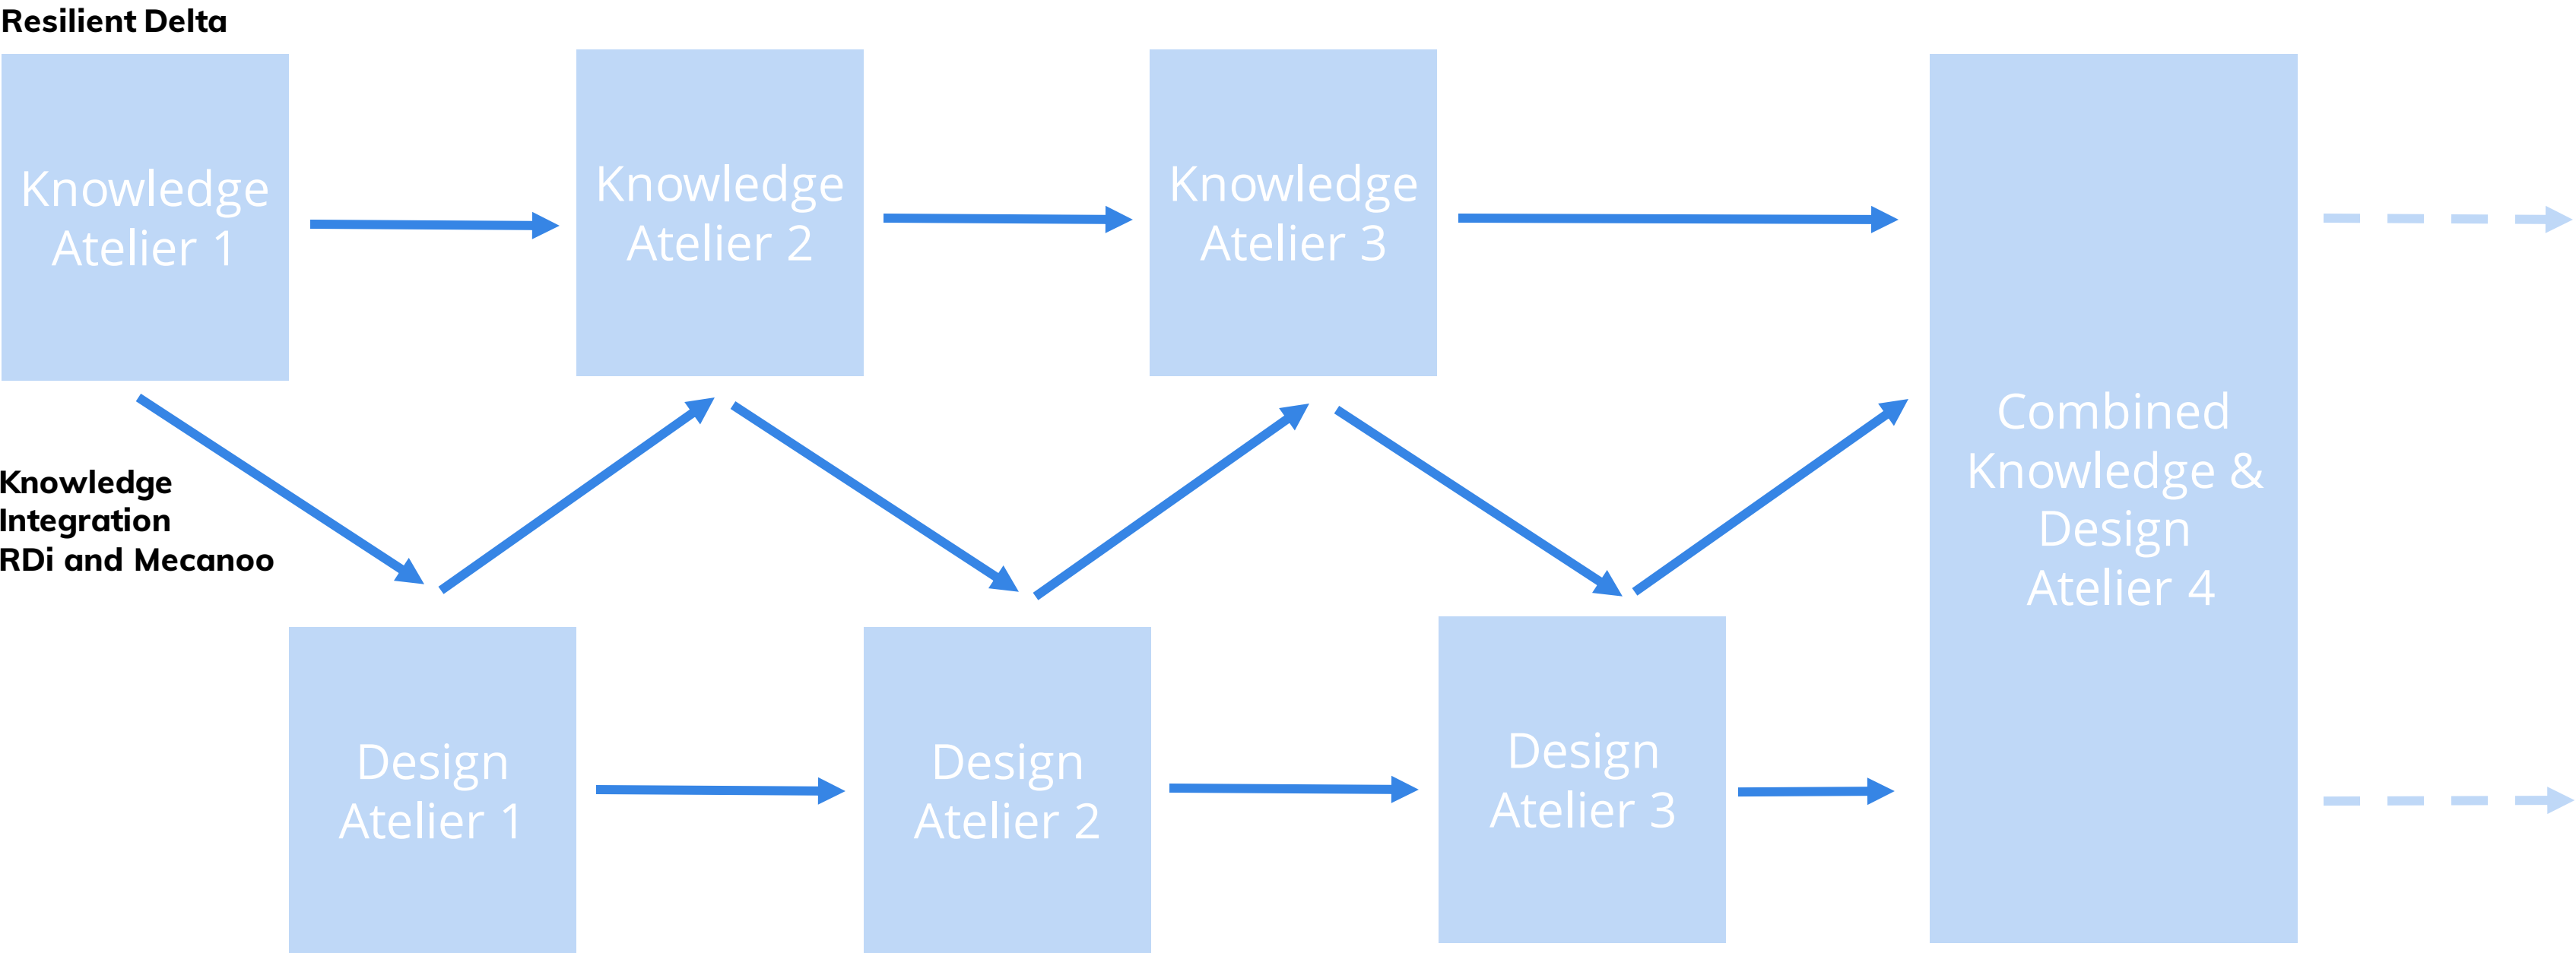 Resilient Delta
Knowledge
Atelier 1
Knowledge
Atelier 2
Knowledge
Atelier 3
Combined
Knowledge &
Design
Atelier 4
Knowledge
Integration
RDi and Mecanoo
Design
Atelier 1
Design
Atelier 2
Design
Atelier 3